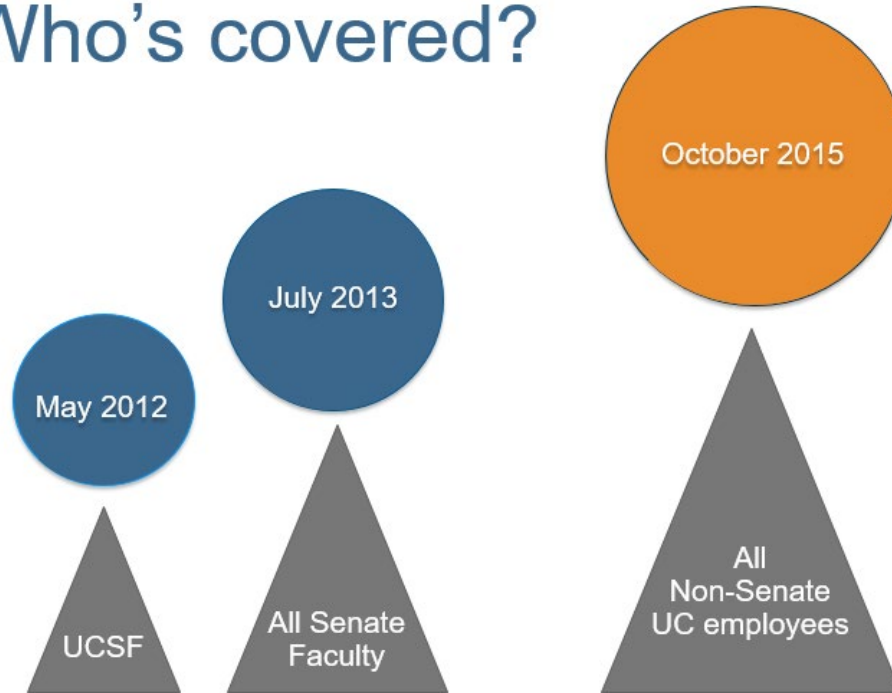 Who's covered?
October 2015
July 2013
May 2012
All
Non-Senate
UC employees
All Senate
Faculty
UCSF